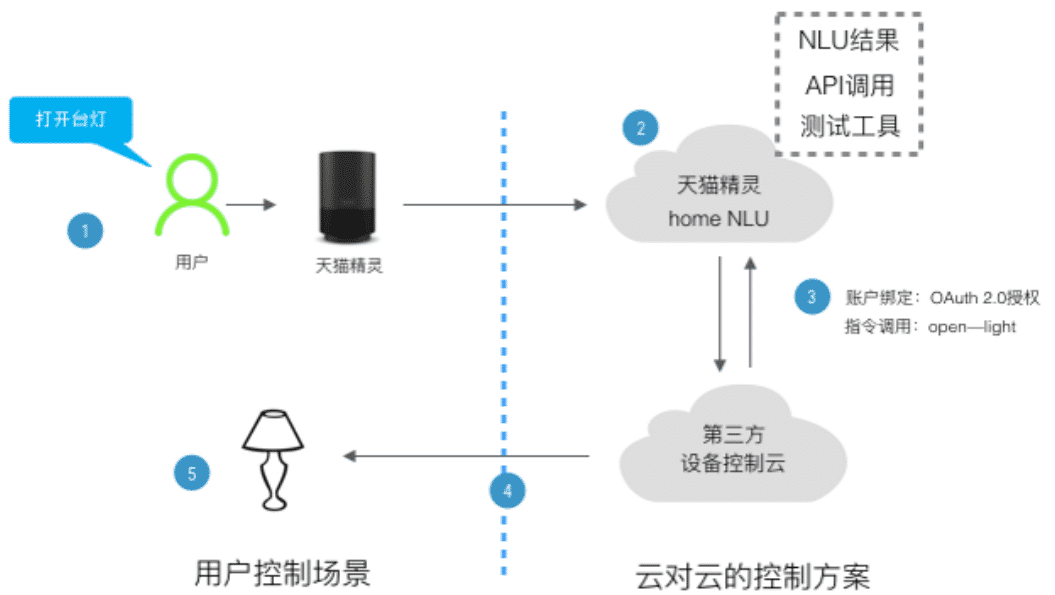 NLU结果
API调用
测试工具
打开台灯
2
天猫精灵
home NLU
1
用户
天猫精灵
3
账户绑定：OAuth 2.0授权
指令调用：open—light
第三方
设备控制云
5
4
用户控制场景
云对云的控制方案